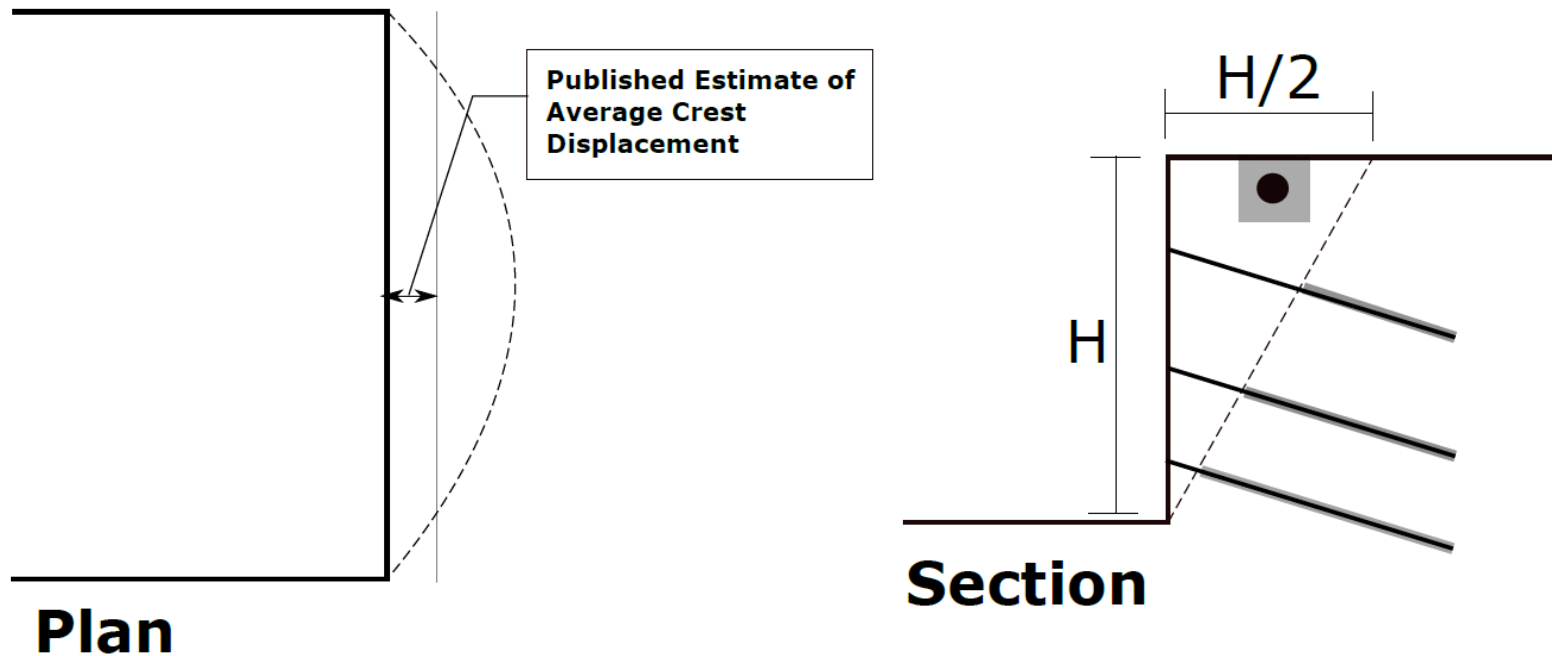 Published Estimate of
Average Crest
Displacement
Plan
H/2
H
Section